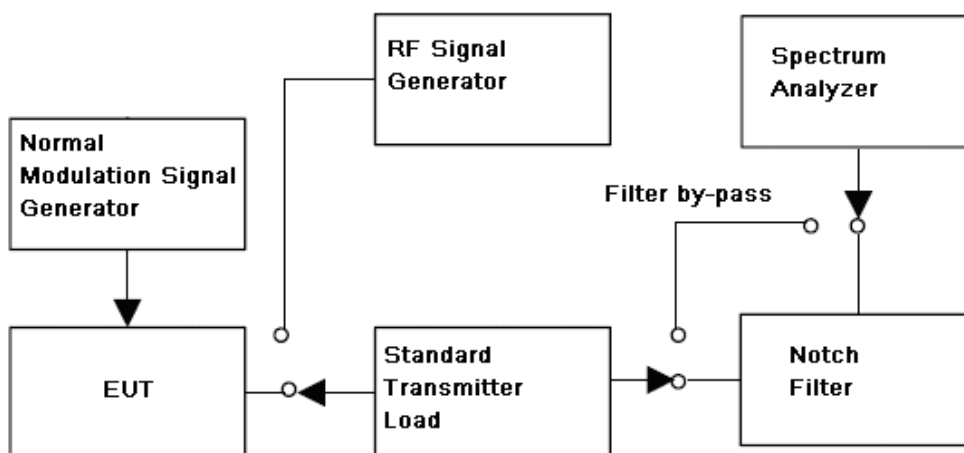 RF Signal
Generator
Spectrum
Analyzer
Normal
Modulation Signal
Generator
Filter by-pass
EUT
Standard
Transmitter
Load
Notch
Filter